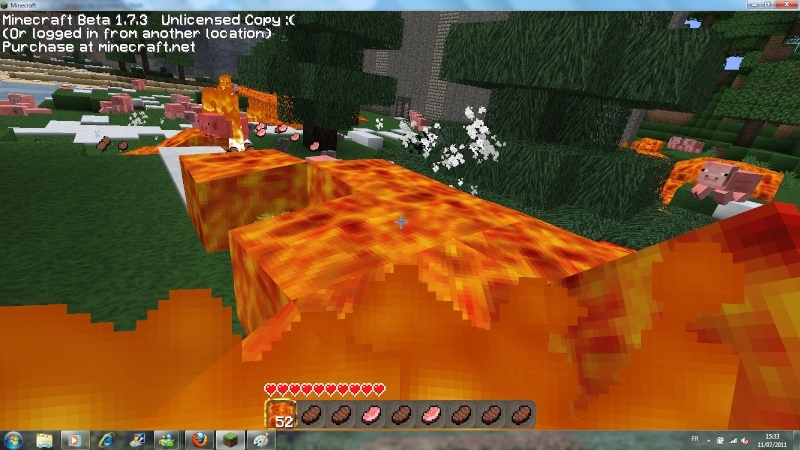 Minecraft
Minecraft Beta 1.7.3 Unlicensed Copy :(
(Or logged in from another location)
Purchase at minecraft.net
52
FR
15:33
11/07/2011